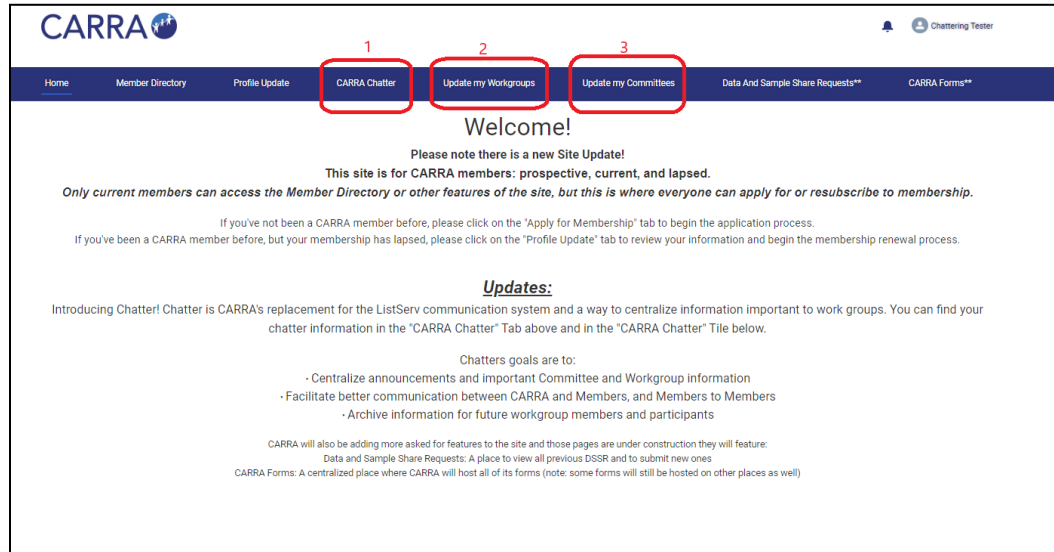 CARRA
Chattering Tester
1 2 3
Home Member Directory Profile Update CARRA Chatter Update my Workgroups Update my Committees Data And Sample Share Requests** CARRA Forms**
Welcome!
Please note there is a new Site Update!
This site is for CARRA members: prospective, current, and lapsed.
Only current members can access the Member Directory or other features of the site, but this is where everyone can apply for or resubscribe to membership.
If you've not been a CARRA member before, please click on the "Apply for Membership" tab to begin the application process.
If you've been a CARRA member before, but your membership has lapsed, please click on the "Profile Update" tab to review your information and begin the membership renewal process.
Updates:
Introducing Chatter! Chatter is CARRA's replacement for the ListServ communication system and a way to centralize information important to work groups. You can find your
chatter information in the "CARRA Chatter" Tab above and in the "CARRA Chatter" Tile below.
Chatters goals are to:
· Centralize announcements and important Committee and Workgroup information
· Facilitate better communication between CARRA and Members, and Members to Members
· Archive information for future workgroup members and participants
CARRA will also be adding more asked for features to the site and those pages are under construction they will feature:
Data and Sample Share Requests: A place to view all previous DSSR and to submit new ones
CARRA Forms: A centralized place where CARRA will host all of its forms (note: some forms will still be hosted on other places as well)